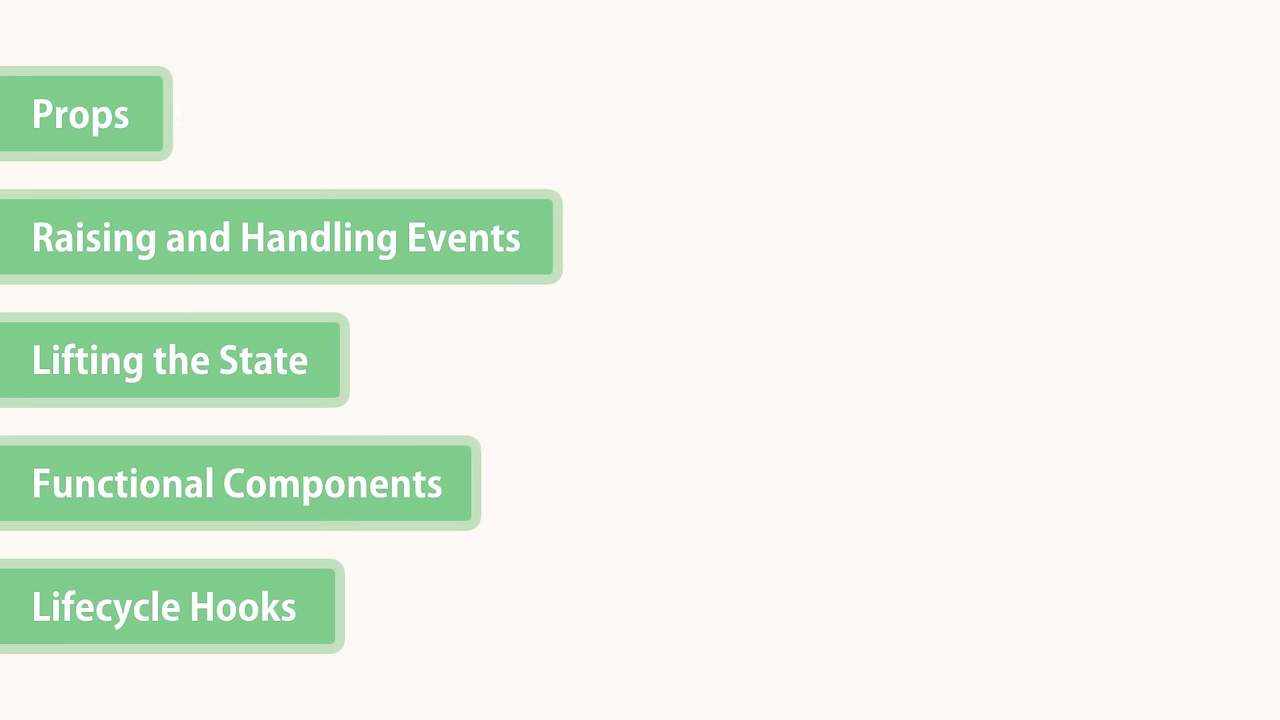 Props
Raising and Handling Events
Lifting the State
Functional Components
Lifecycle Hooks